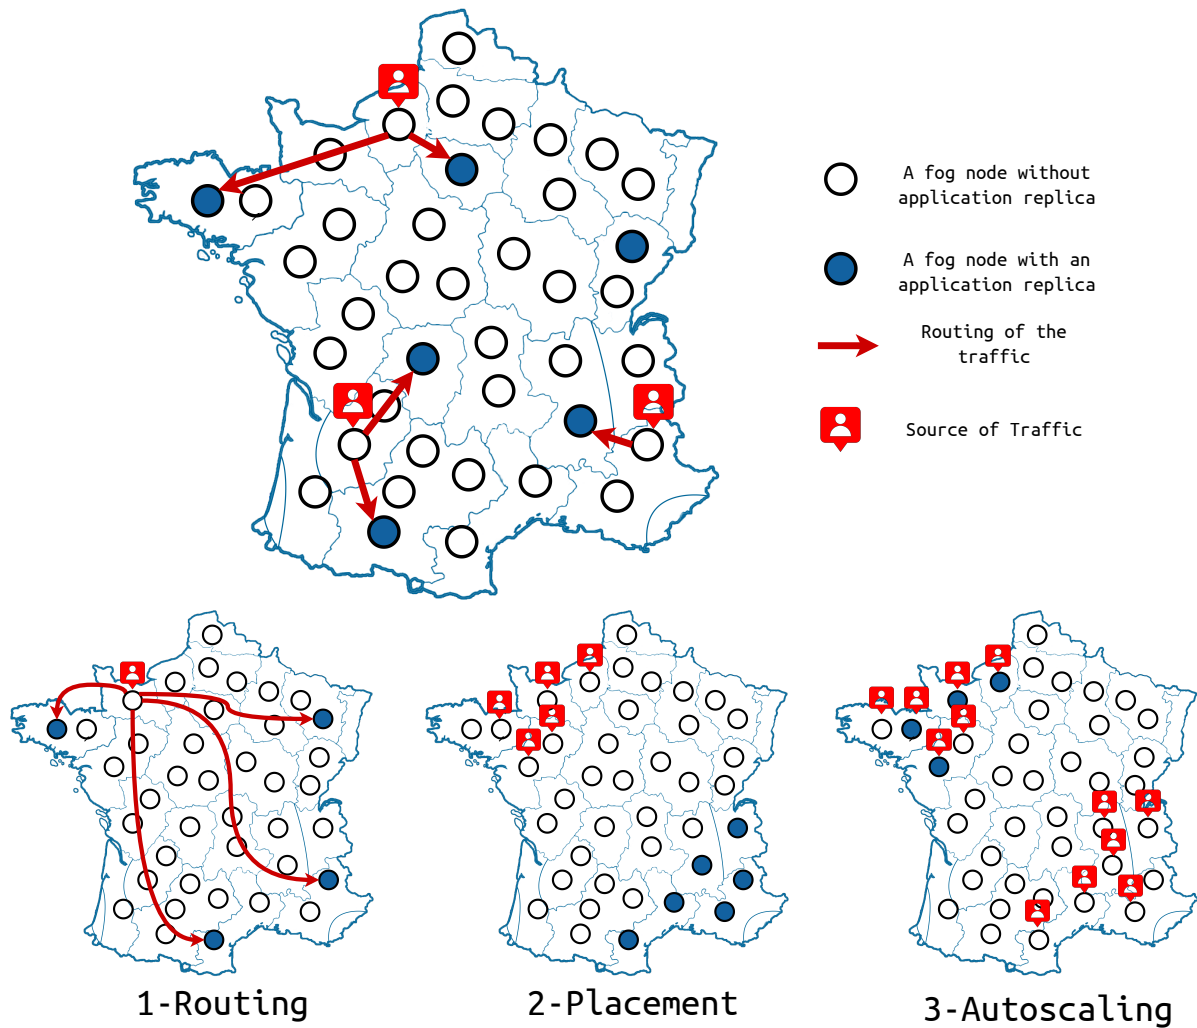 A fog node without
application replica
A fog node with an
application replica
Routing of the
traffic
Source of Traffic
1-Routing
2-Placement
3-Autoscaling